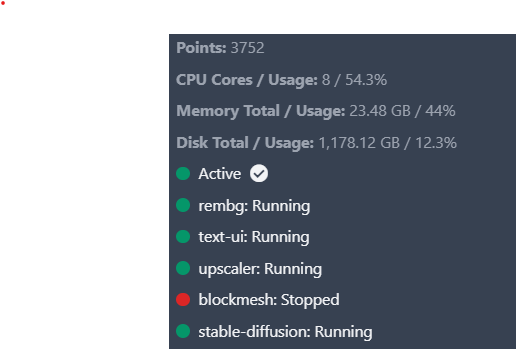 Points: 3752
CPU Cores / Usage: 8 / 54.3%
Memory Total / Usage: 23.48 GB / 44%
Disk Total / Usage: 1,178.12 GB / 12.3%
Active
rembg: Running
text-ui: Running
upscaler: Running
blockmesh: Stopped
stable-diffusion: Running